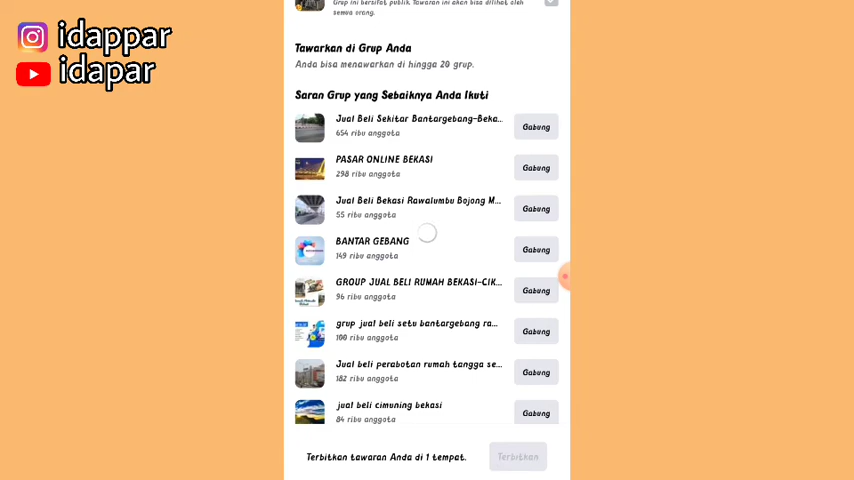 idappar
idapar
Grup ini bersifat publik. Tawaran ini akan bisa dilihat oleh
semua orang.
Tawarkan di Grup Anda
Anda bisa menawarkan di hingga 20 grup.
Saran Grup yang Sebaiknya Anda Ikuti
Jual Beli Sekitar Bantargebang-Beka...
654 ribu anggota
Gabung
PASAR ONLINE BEKASI
298 ribu anggota
Gabung
Jual Beli Bekasi Rawalumbu Bojong M...
55 ribu anggota
Gabung
BANTAR GEBANG
149 ribu anggota
Gabung
GROUP JUAL BELI RUMAH BEKASI-CIK...
96 ribu anggota
Gabung
grup jual beli setu bantargebang ra...
100 ribu anggota
Gabung
Jual beli perabotan rumah tangga se...
182 ribu anggota
Gabung
jual beli cimuning bekasi
84 ribu anggota
Gabung
Terbitkan tawaran Anda di 1 tempat.
Terbitkan